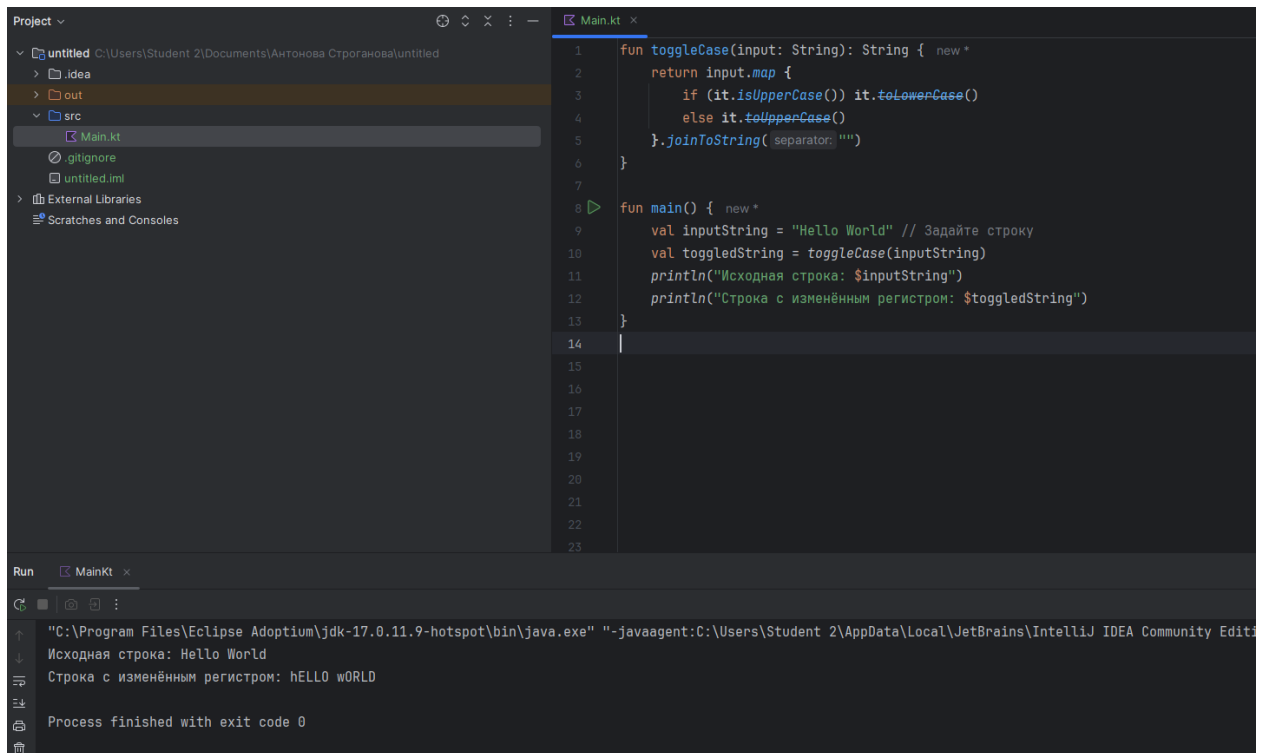 Project
untitled C:\Users\Student 2\Documents\Антонова Строганова\untitled
.idea
out
src
Main.kt
.gitignore
untitled.iml
External Libraries
Scratches and Consoles
Main.kt
1 fun toggleCase(input: String): String { new *
2     return input.map {
3         if (it.isUpperCase()) it.toLowerCase()
4         else it.toUpperCase()
5     }.joinToString( separator: "")
6 }
7
8 fun main() { new *
9     val inputString = "Hello World" // Задайте строку
10     val toggledString = toggleCase(inputString)
11     println("Исходная строка: $inputString")
12     println("Строка с изменённым регистром: $toggledString")
13 }
14
15
16
17
18
19
20
21
22
23
Run MainKt
"C:\Program Files\Eclipse Adoptium\jdk-17.0.11.9-hotspot\bin\java.exe" "-javaagent:C:\Users\Student 2\AppData\Local\JetBrains\IntelliJ IDEA Community Editi
Исходная строка: Hello World
Строка с изменённым регистром: hELLO wORLD
Process finished with exit code 0